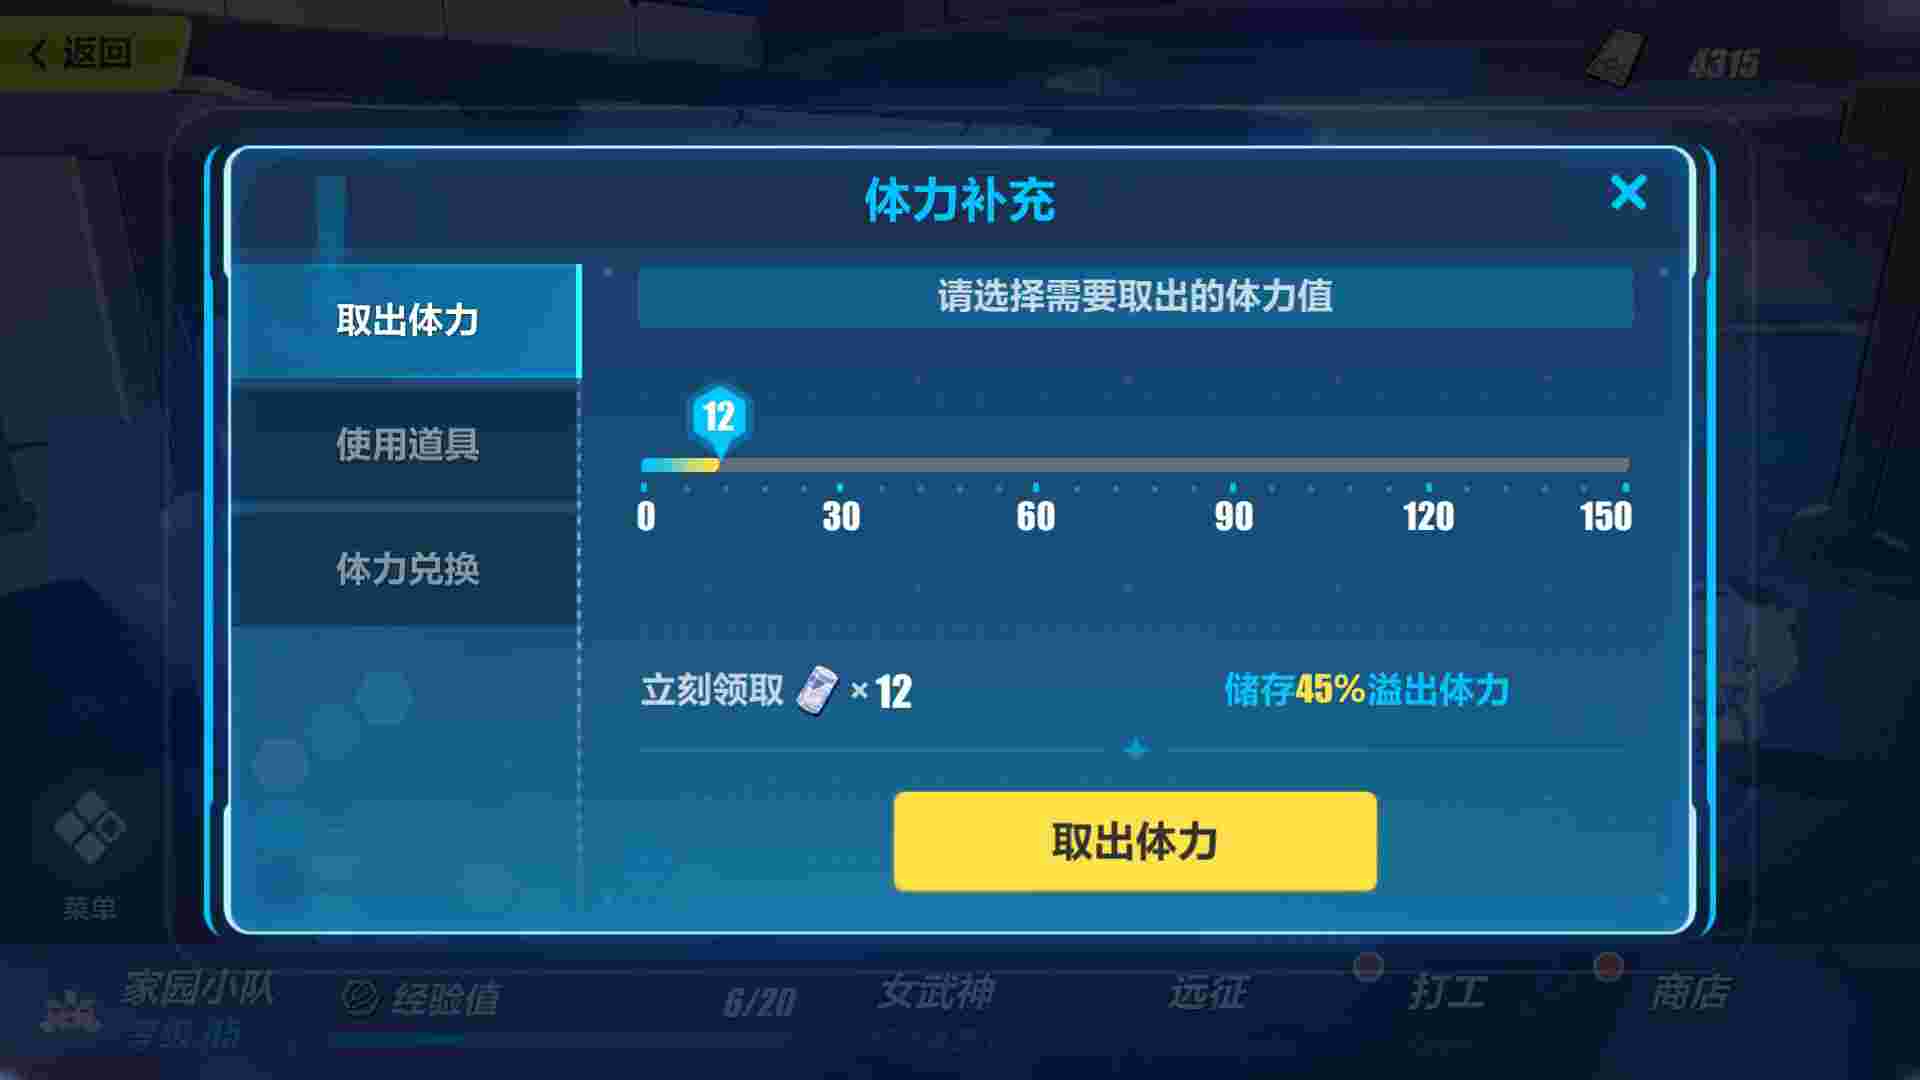 返回
4315
体力补充
取出体力
使用道具
体力兑换
请选择需要取出的体力值
12
0 30 60 90 120 150
立刻领取 ×12
储存45%溢出体力
取出体力
菜单
家园小队
等级.85
经验值 6/20
女武神
远征
打工
商店